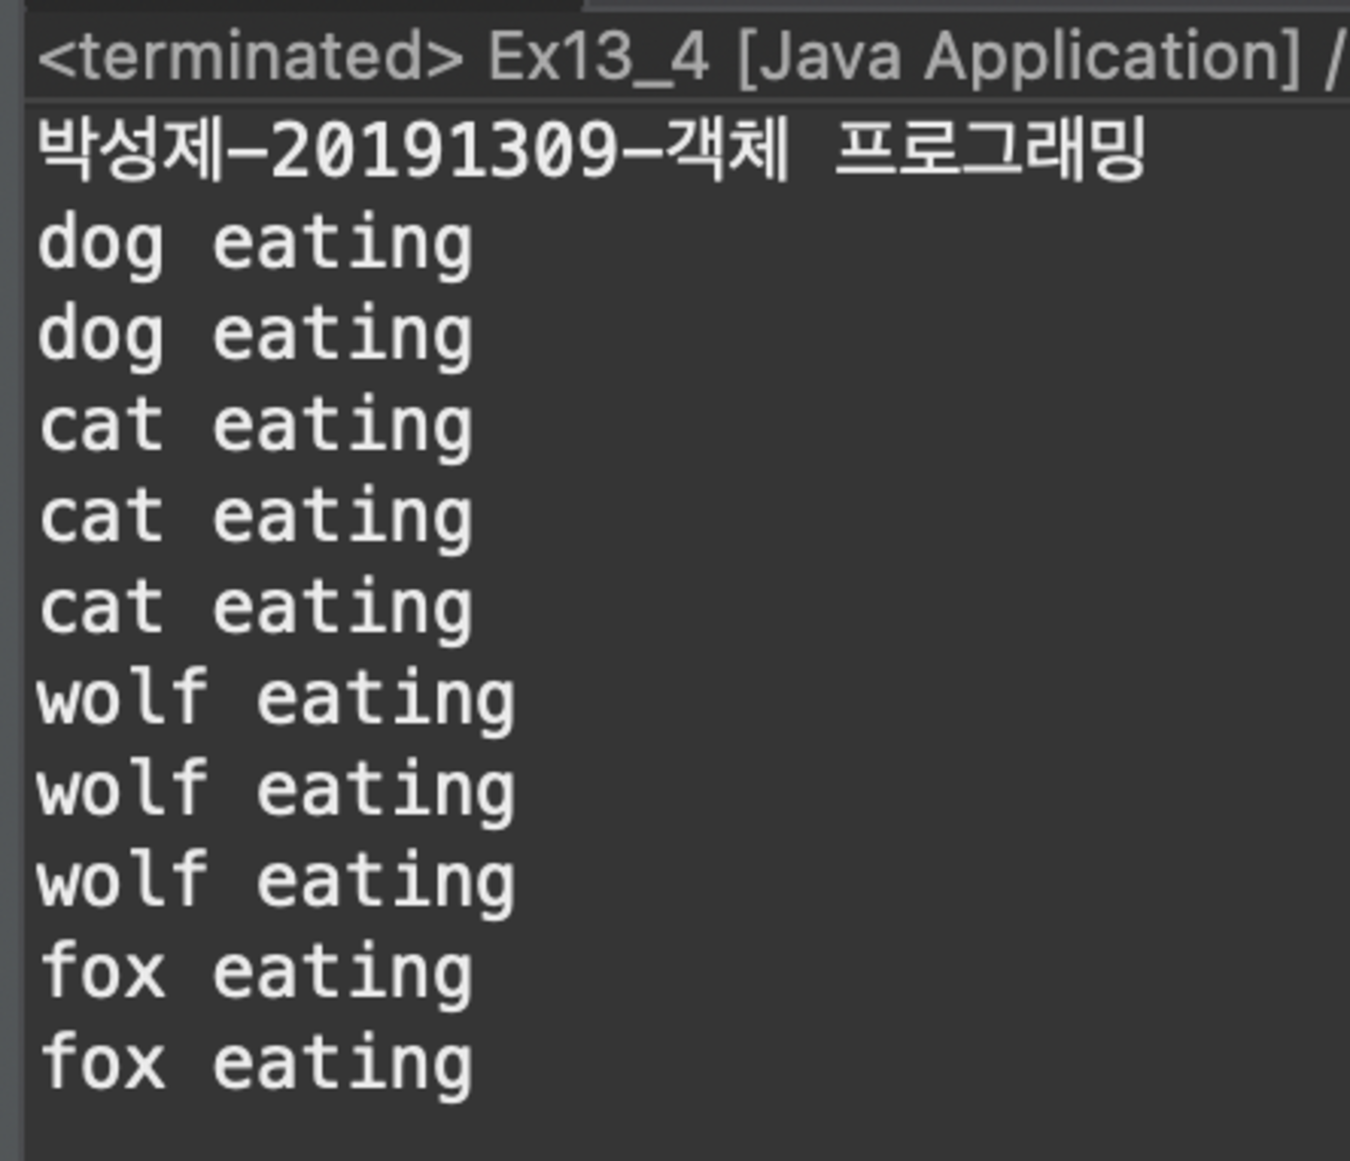 <terminated> Ex13_4 [Java Application] /
박성제-20191309-객체 프로그래밍
dog eating
dog eating
cat eating
cat eating
cat eating
wolf eating
wolf eating
wolf eating
fox eating
fox eating